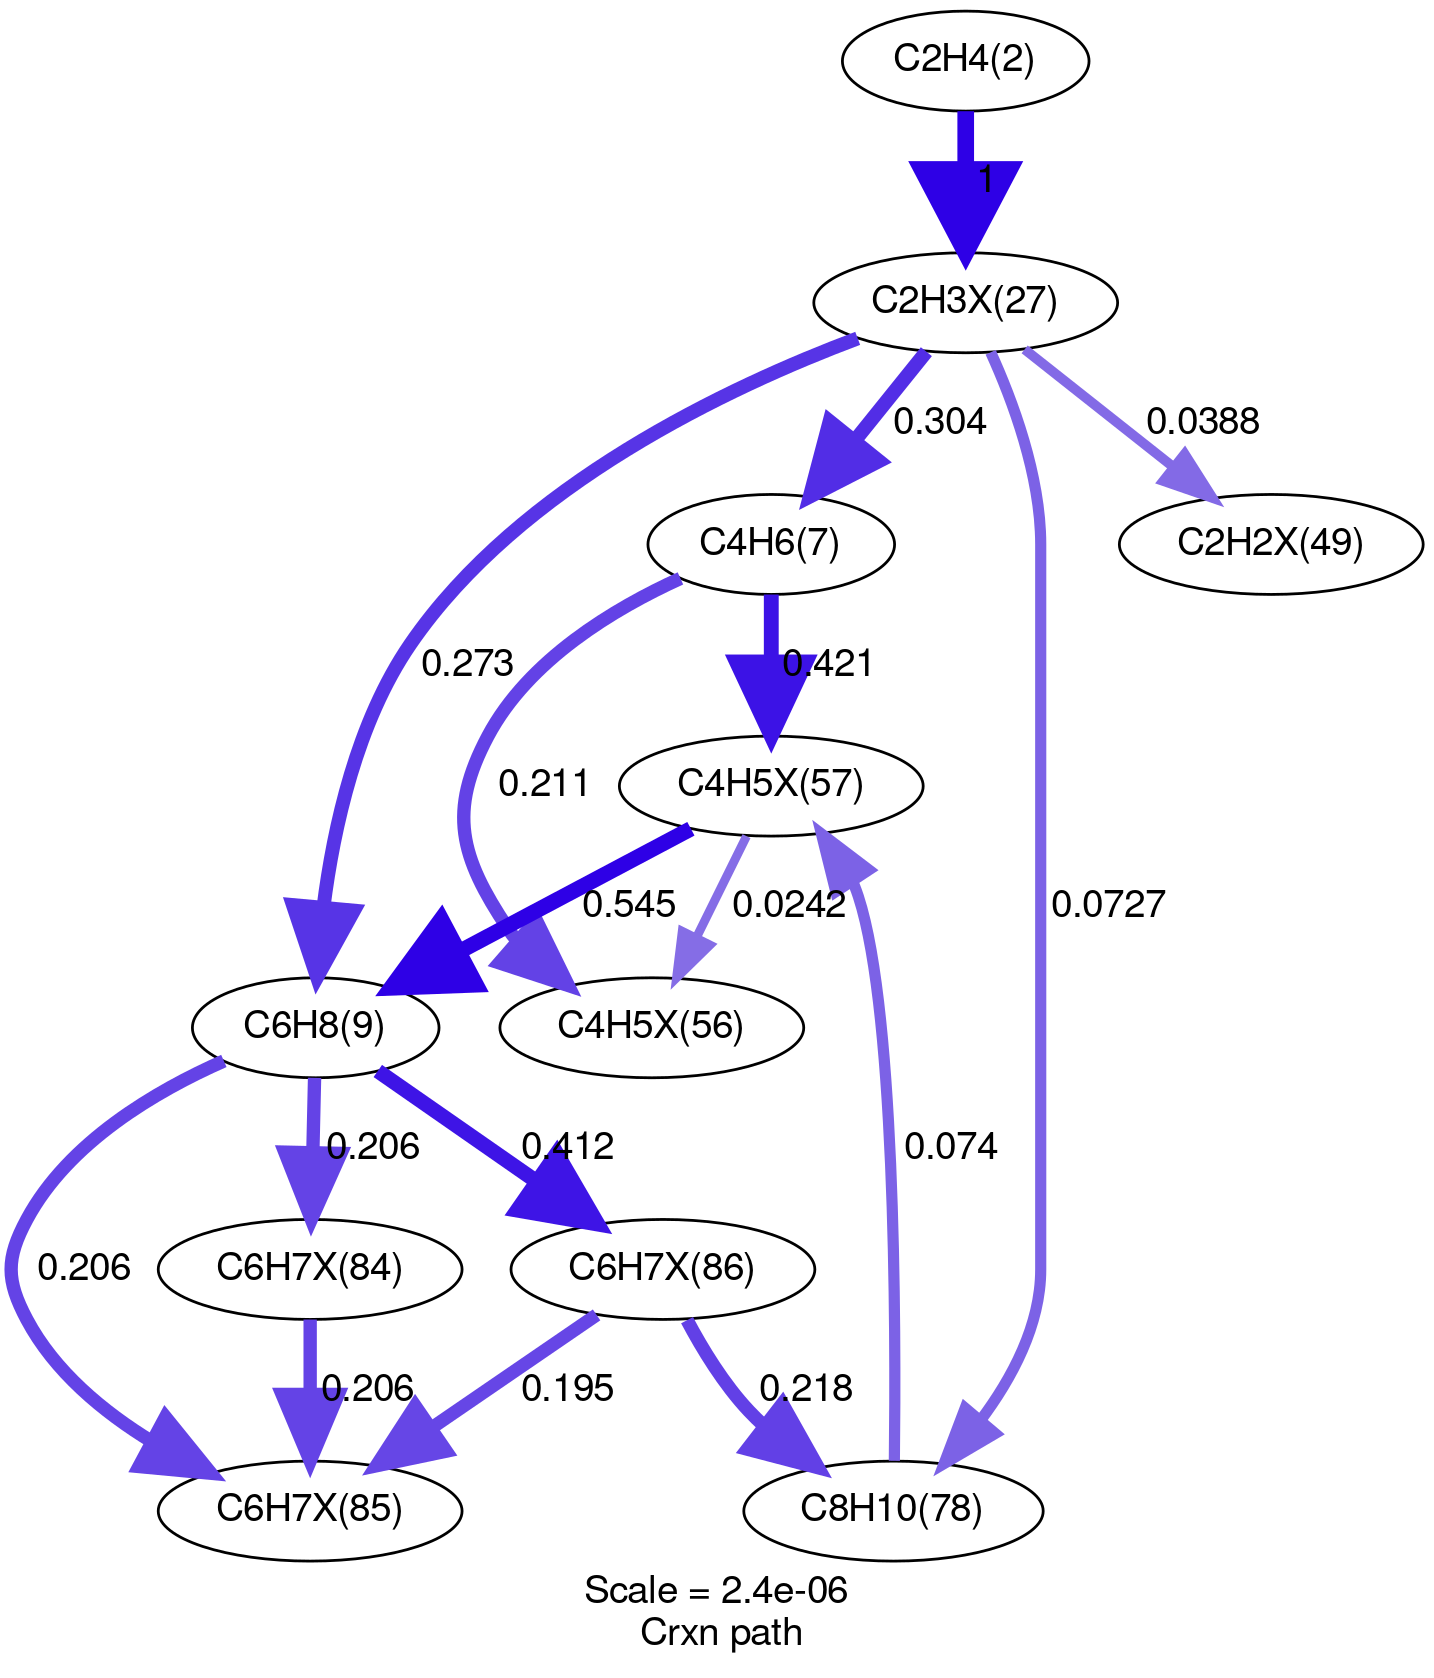 C2H4(2)
1
C2H3X(27)
0.304
0.0388
C4H6(7)
C2H2X(49)
0.273
0.421
0.211
C4H5X(57)
0.545
0.0242
0.0727
C6H8(9)
C4H5X(56)
0.206
0.412
0.074
0.206
C6H7X(84)
C6H7X(86)
0.206
0.195
0.218
C6H7X(85)
C8H10(78)
Scale = 2.4e-06
Crxn path